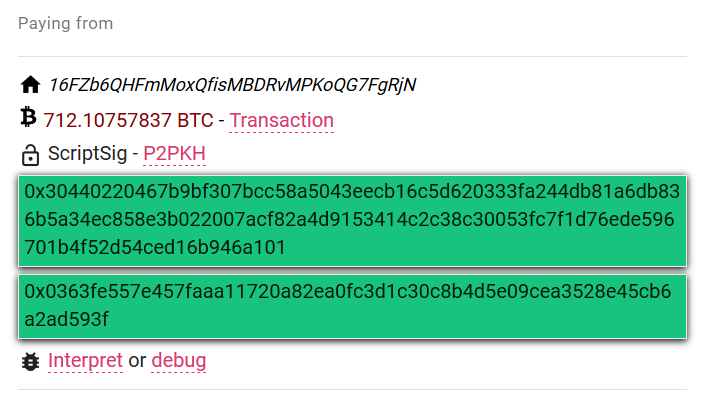 Paying from
16FZb6QHFmMoxQfisMBDRvMPKoQG7FgRjN
712.10757837 BTC - Transaction
ScriptSig - P2PKH
0x30440220467b9bf307bcc58a5043eecb16c5d620333fa244db81a6db83
6b5a34ec858e3b022007acf82a4d9153414c2c38c30053fc7f1d76ede596
701b4f52d54ced16b946a101
0x0363fe557e457faaa11720a82ea0fc3d1c30c8b4d5e09cea3528e45cb6
a2ad593f
Interpret or debug